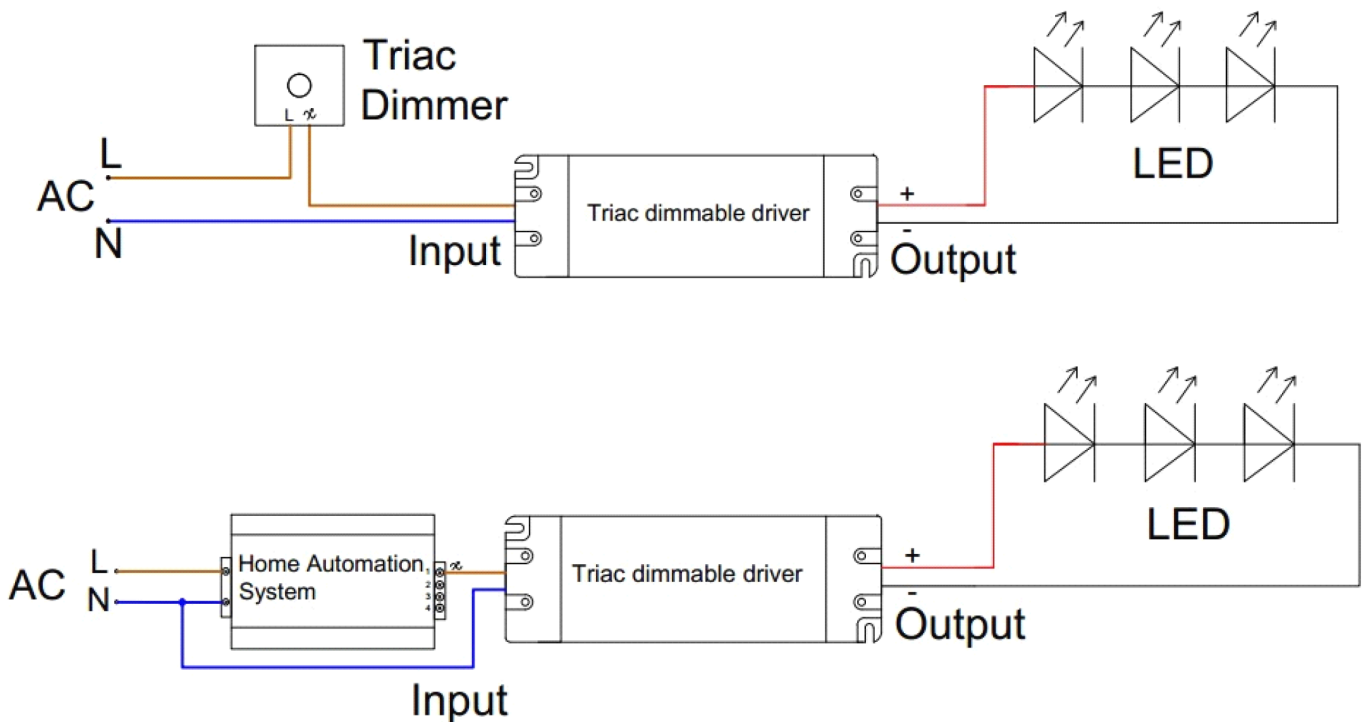 Triac
Dimmer
L
L
AC
N
Input
Triac dimmable driver
+
-
Output
LED
AC
L
N
Home Automation
System
1
2
3
4
Input
Triac dimmable driver
+
-
Output
LED